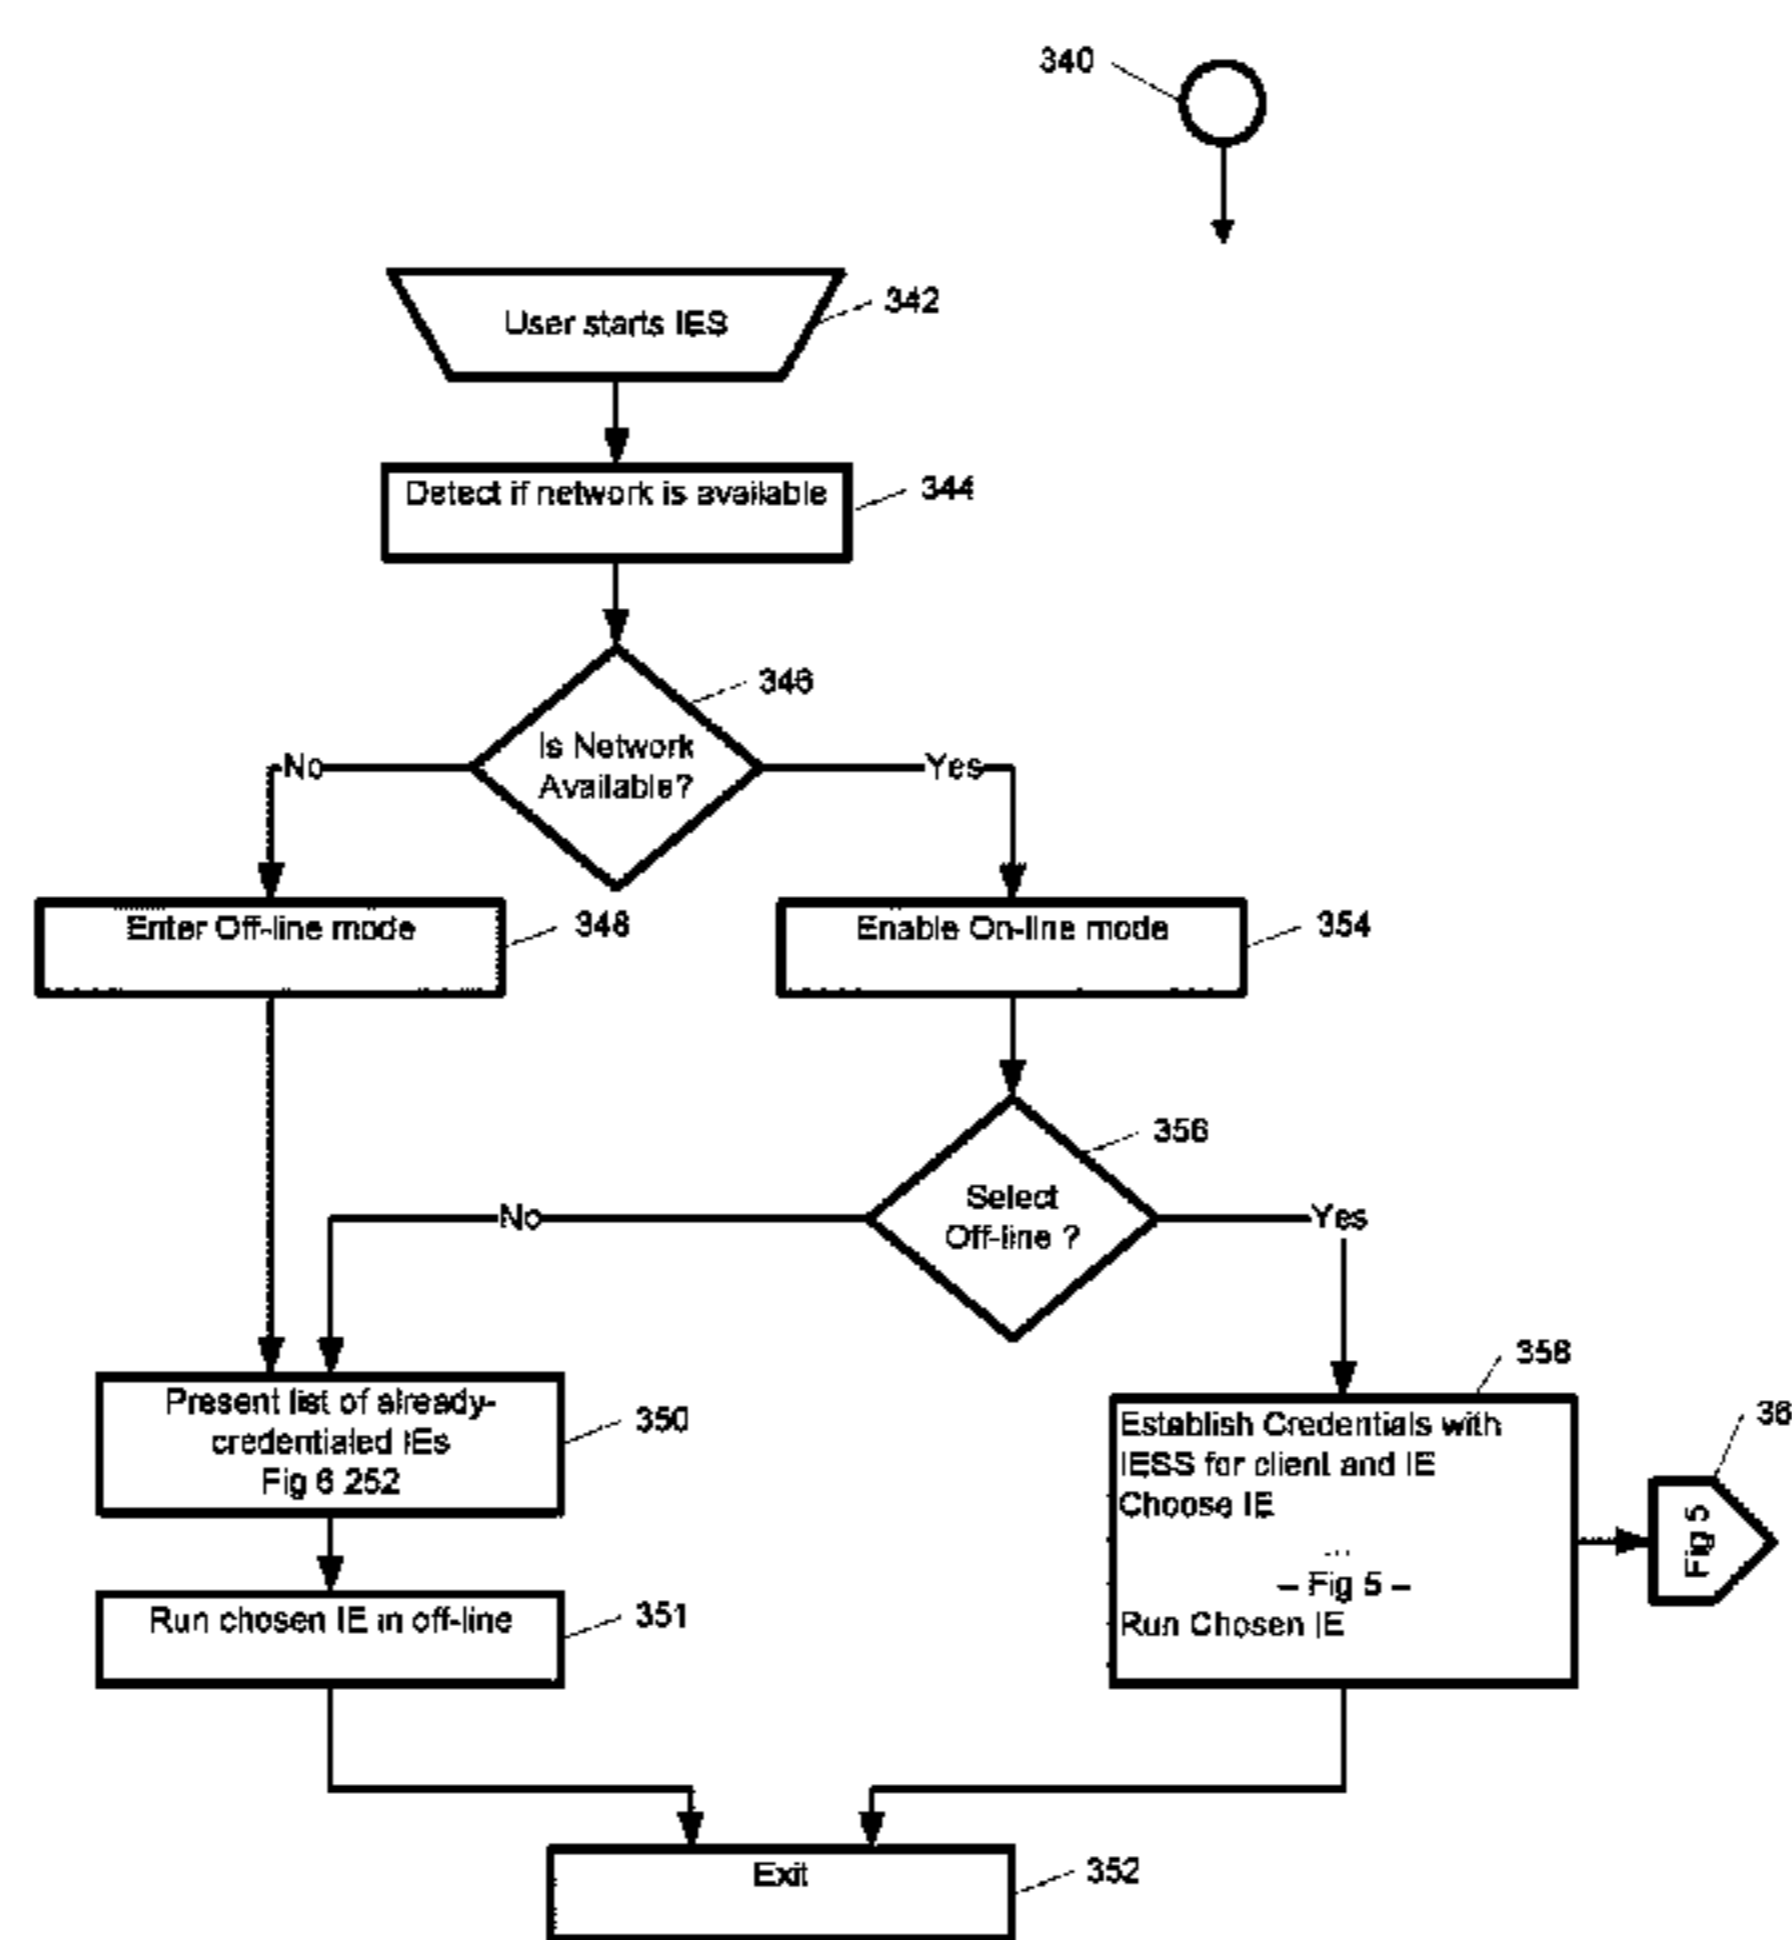 340
User starts IES
342
Detect if network is available
344
346
Is Network
Available?
No
Yes
Enter Off-line mode
348
Enable On-line mode
354
356
Select
Off-line ?
No
Yes
Present list of already-
credentialed IEs
Fig 6 252
350
358
Establish Credentials with
IESS for client and IE
Choose IE
...
– Fig 5 –
Run Chosen IE
36
Fig 5
Run chosen IE in off-line
351
Exit
352